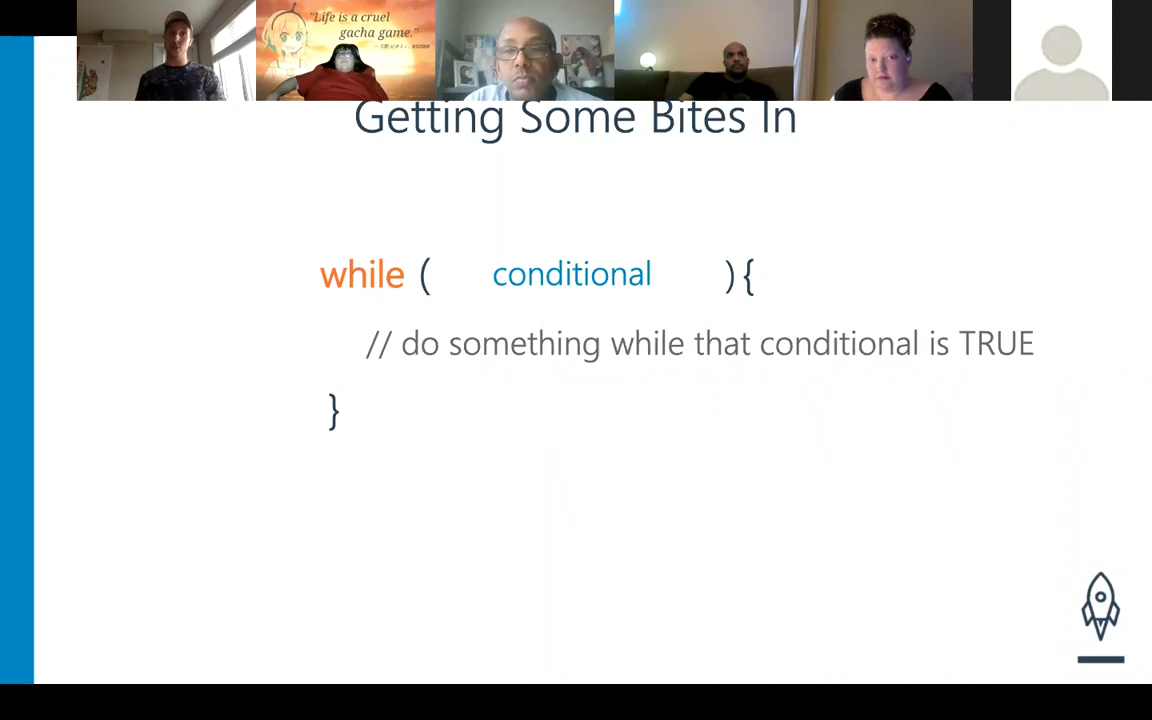 "Life is a cruel
gacha game."
Getting Some Bites In
while ( conditional ){
// do something while that conditional is TRUE
}